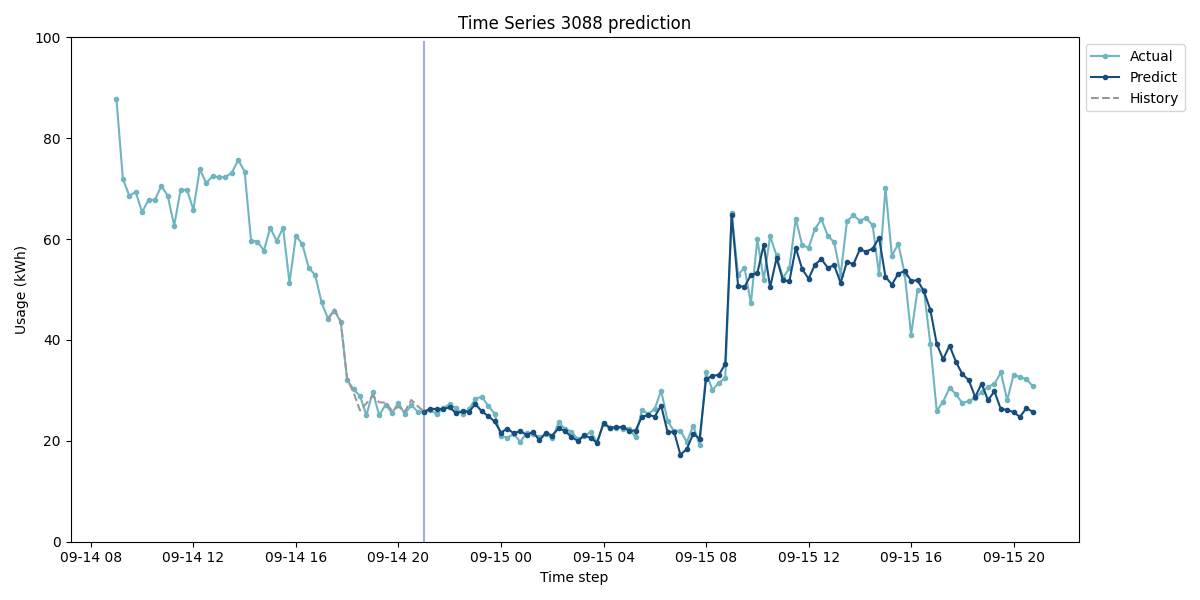 Time Series 3088 prediction
Usage (kWh)
100
80
60
40
20
0
09-14 08
09-14 12
09-14 16
09-14 20
09-15 00
09-15 04
09-15 08
09-15 12
09-15 16
09-15 20
Time step
Actual
Predict
History